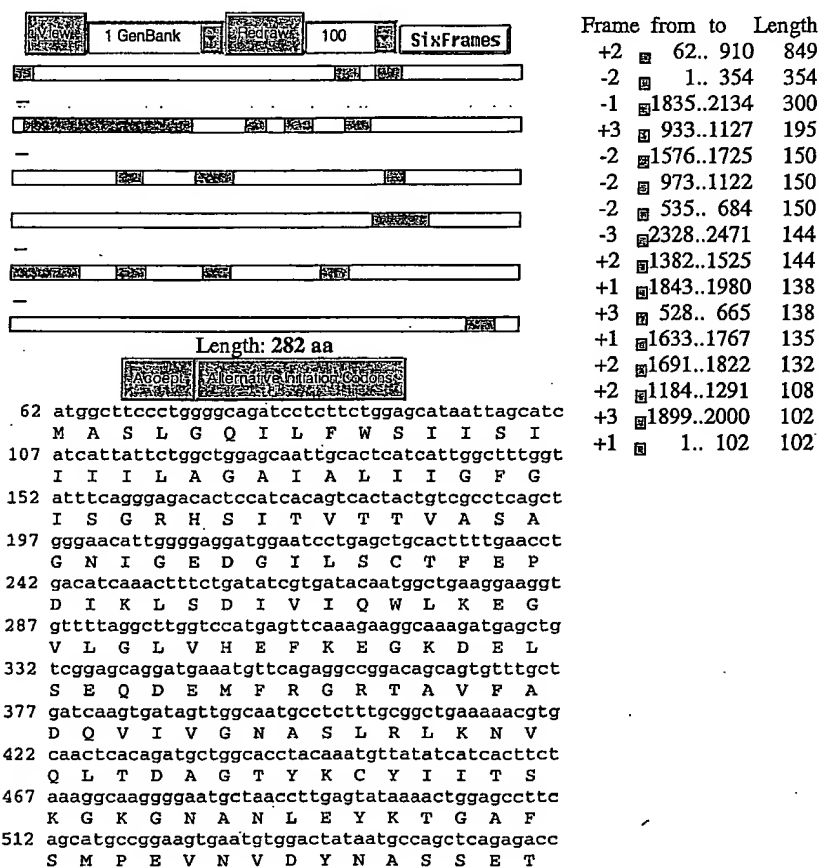 View 1 GenBank Redraw 100 SixFrames
Length: 282 aa
Accept Alternative Initiation Codons
62 atggcttccctggggcagatcctcttctggagcataattagcatc
M A S L G Q I L F W S I I S I
107 atcattattctggctggagcaattgcactcatcattggctttggt
I I I L A G A I A L I I G F G
152 atttcagggagacactccatcacagtcactactgtcgcctcagct
I S G R H S I T V T T V A S A
197 gggaacattggggaggatggaatcctgagctgcacttttgaacct
G N I G E D G I L S C T F E P
242 gacatcaaactttctgatatcgtgatacaatggctgaaggaaggt
D I K L S D I V I Q W L K E G
287 gttttaggcttggtccatgagttcaaagaaggcaaagatgagctg
V L G L V H E F K E G K D E L
332 tcggagcaggatgaaatgttcagaggccggacagcagtgtttgct
S E Q D E M F R G R T A V F A
377 gatcaagtgatagttggcaatgcctctttgcggctgaaaaacgtg
D Q V I V G N A S L R L K N V
422 caactcacagatgctggcacctacaaatgttatatcatcacttct
Q L T D A G T Y K C Y I I T S
467 aaaggcaaggggaatgctaaccttgagtataaaactggagccttc
K G K G N A N L E Y K T G A F
512 agcatgccggaagtgaatgtggactataatgccagctcagagacc
S M P E V N V D Y N A S S E T
Frame from to Length
+2 62.. 910 849
-2 1.. 354 354
-1 1835..2134 300
+3 933..1127 195
-2 1576..1725 150
-2 973..1122 150
-2 535.. 684 150
-3 2328..2471 144
+2 1382..1525 144
+1 1843..1980 138
+3 528.. 665 138
+1 1633..1767 135
+2 1691..1822 132
+2 1184..1291 108
+3 1899..2000 102
+1 1.. 102 102